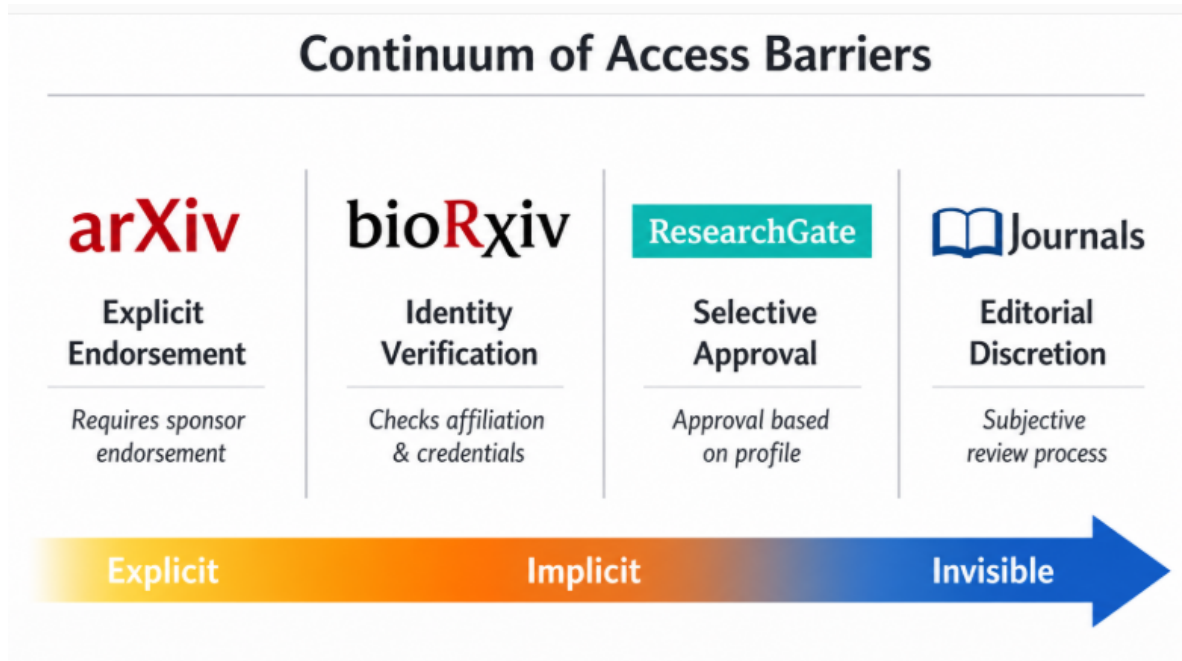 Continuum of Access Barriers
arXiv
Explicit
Endorsement
Requires sponsor
endorsement
bioRxiv
Identity
Verification
Checks affiliation
& credentials
ResearchGate
Selective
Approval
Approval based
on profile
Journals
Editorial
Discretion
Subjective
review process
Explicit
Implicit
Invisible